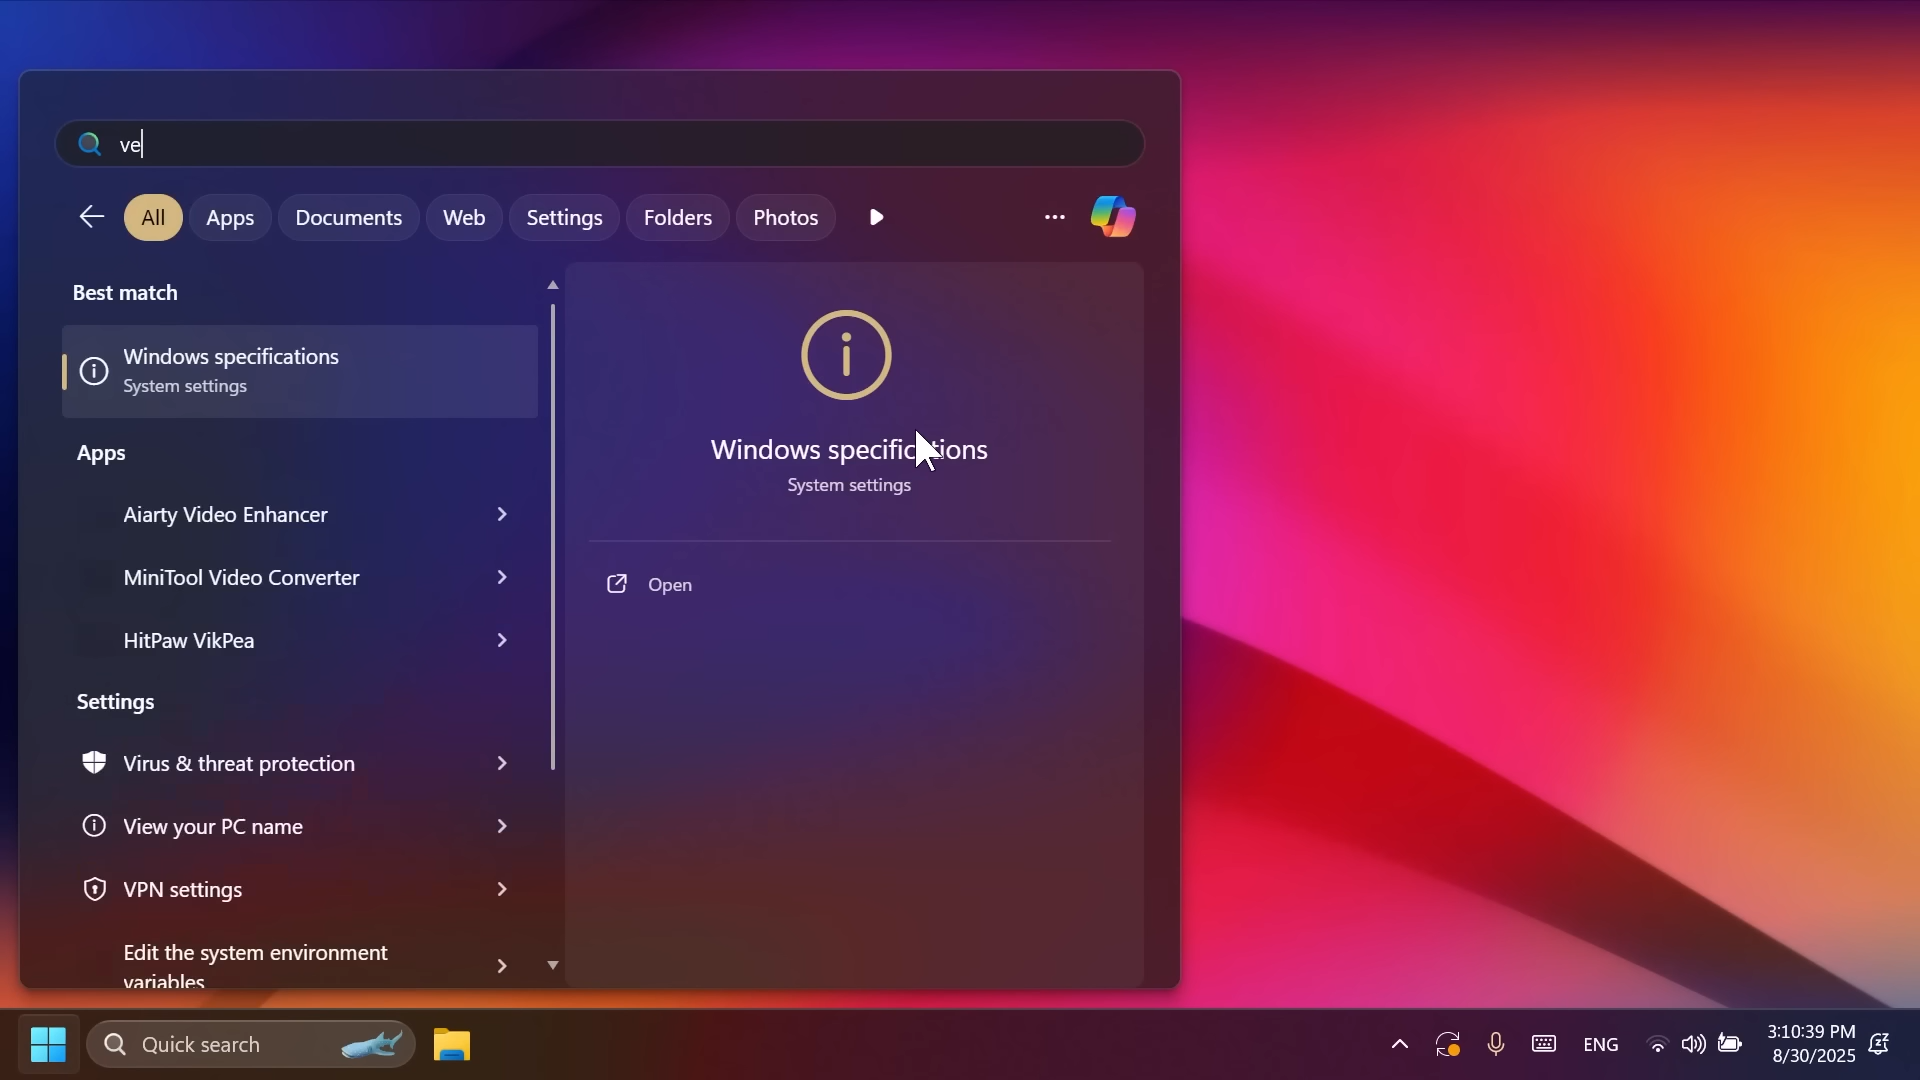 ve
All Apps Documents Web Settings Folders Photos
Best match
Windows specifications
System settings
Apps
Aiarty Video Enhancer
MiniTool Video Converter
HitPaw VikPea
Settings
Virus & threat protection
View your PC name
VPN settings
Edit the system environment
variables
Windows specifications
System settings
Open
Quick search
ENG
3:10:39 PM
8/30/2025